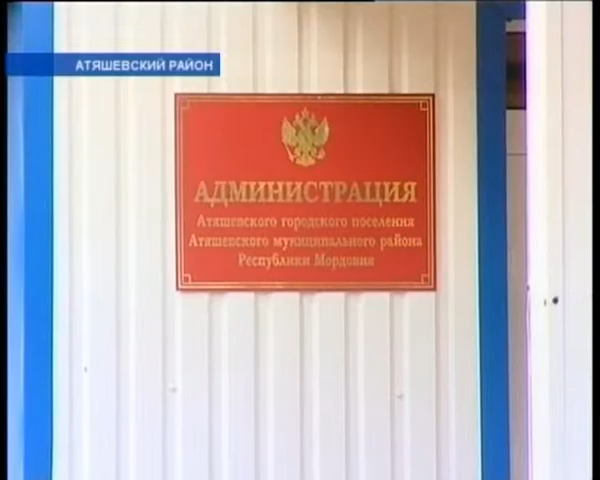 АТЯШЕВСКИЙ РАЙОН
АДМИНИСТРАЦИЯ
Атяшевского городского поселения
Атяшевского муниципального района
Республики Мордовия